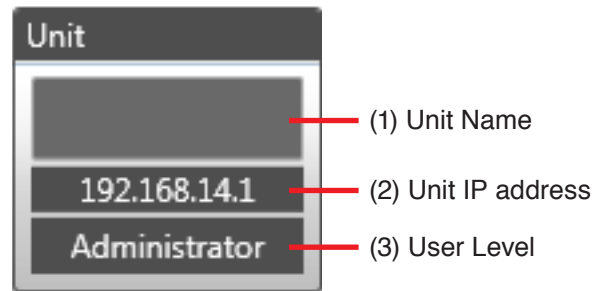 Unit
(1) Unit Name
192.168.14.1
(2) Unit IP address
Administrator
(3) User Level